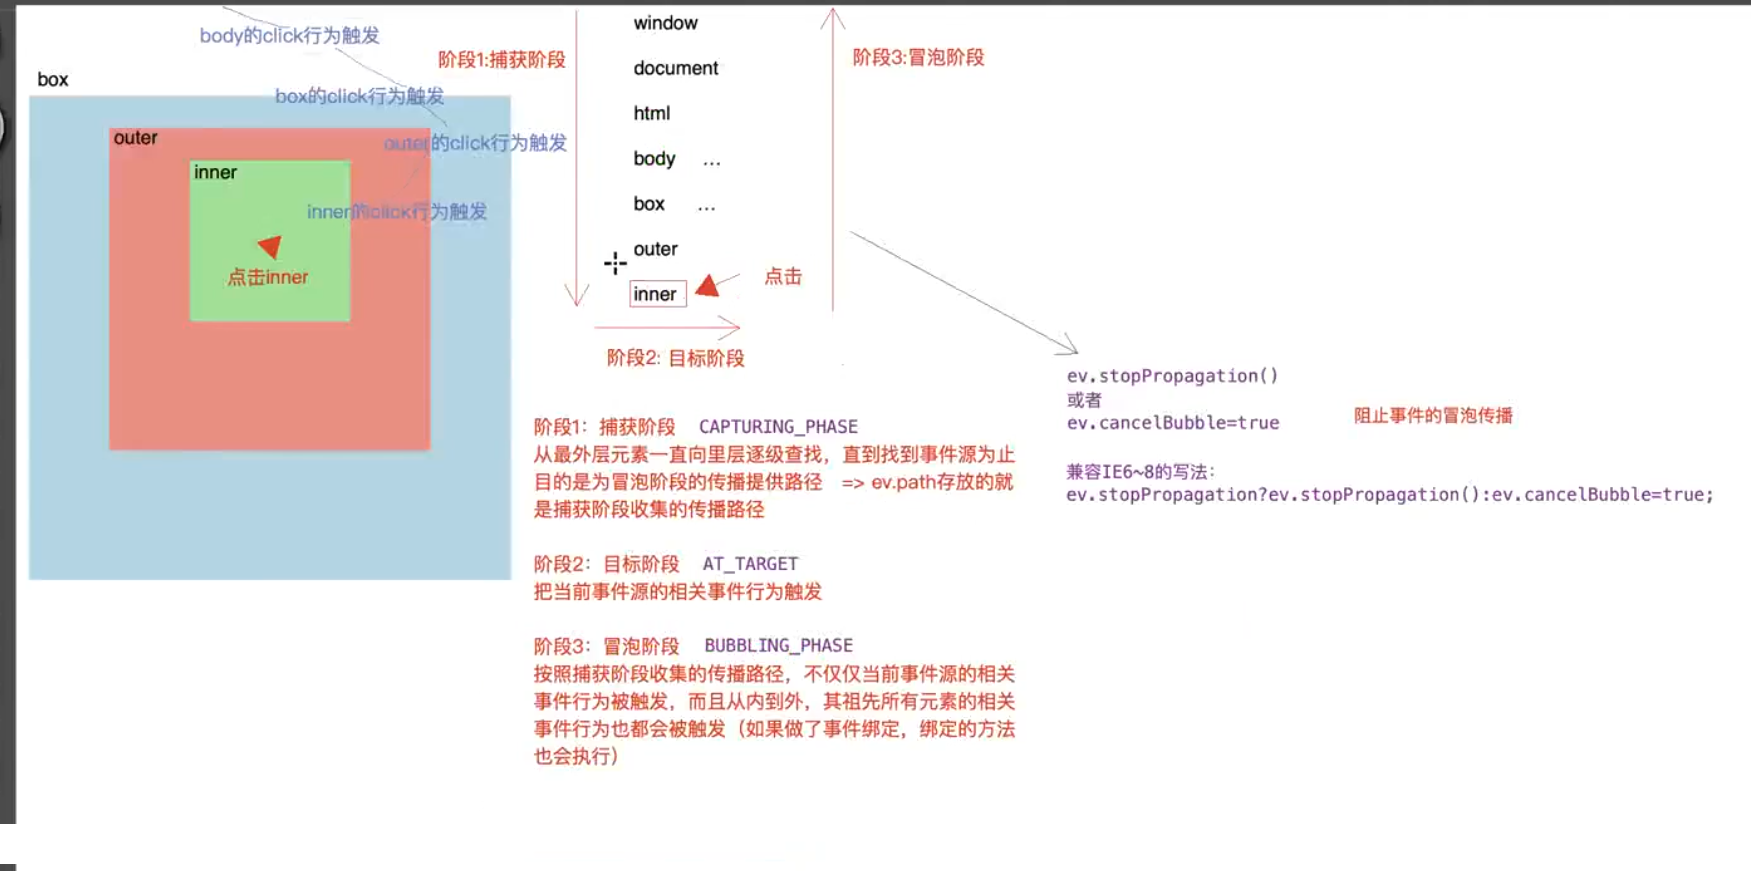 body的click行为触发
box
box的click行为触发
outer
outer的click行为触发
inner
inner的click行为触发
点击inner
阶段1:捕获阶段
window
document
html
body ...
box ...
outer
inner
点击
阶段2: 目标阶段
阶段3:冒泡阶段
ev.stopPropagation()
或者
ev.cancelBubble=true
阻止事件的冒泡传播
兼容IE6~8的写法:
ev.stopPropagation?ev.stopPropagation():ev.cancelBubble=true;
阶段1: 捕获阶段 CAPTURING_PHASE
从最外层元素一直向里层逐级查找，直到找到事件源为止
目的是为冒泡阶段的传播提供路径 => ev.path存放的就
是捕获阶段收集的传播路径
阶段2: 目标阶段 AT_TARGET
把当前事件源的相关事件行为触发
阶段3: 冒泡阶段 BUBBLING_PHASE
按照捕获阶段收集的传播路径，不仅仅当前事件源的相关
事件行为被触发，而且从内到外，其祖先所有元素的相关
事件行为也都会被触发（如果做了事件绑定，绑定的方法
也会执行）